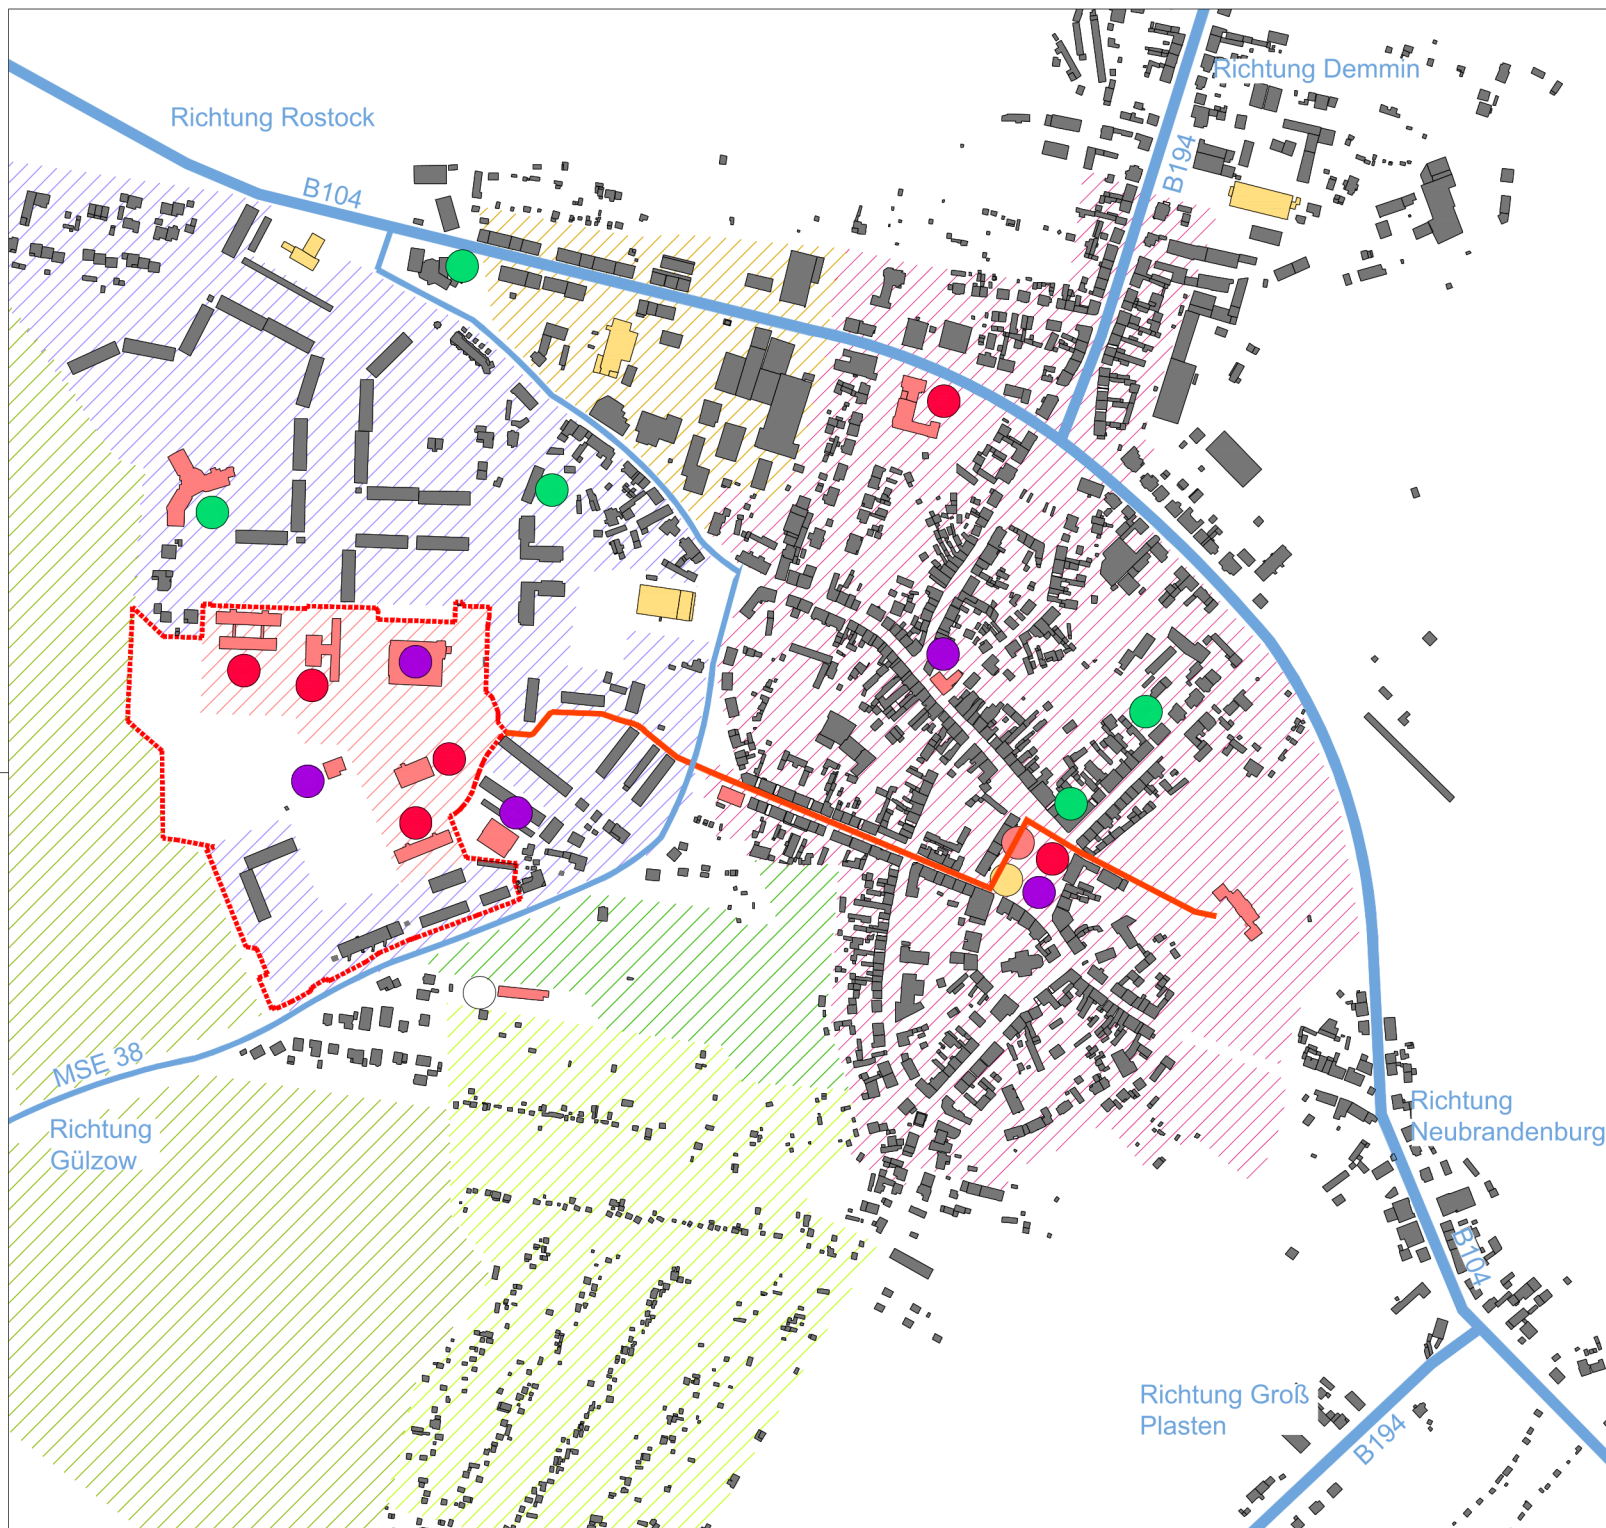 Richtung Demmin
Richtung Rostock
B194
B104
MSE 38
Richtung
Gülzow
Richtung
Neubrandenburg
B104
Richtung Groß
Plasten
B194